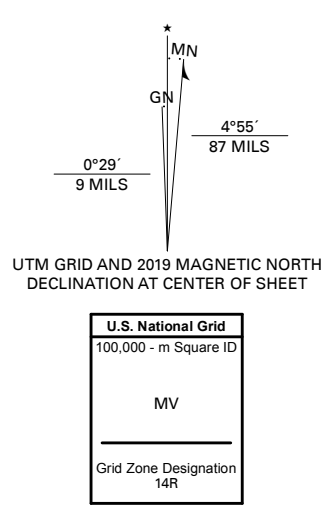 ★
MN
GN
4°55´
87 MILS
0°29´
9 MILS
UTM GRID AND 2019 MAGNETIC NORTH
DECLINATION AT CENTER OF SHEET
U.S. National Grid
100,000 - m Square ID
MV
Grid Zone Designation
14R